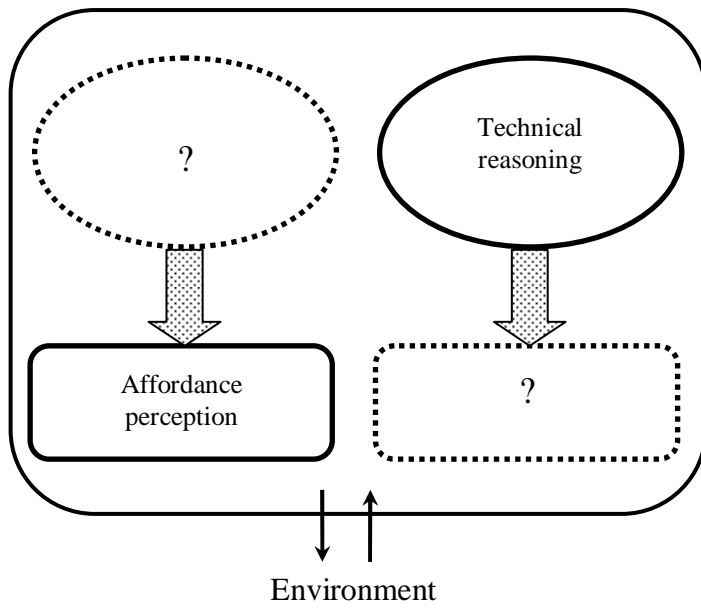 ?
Technical
reasoning
Affordance
perception
?
Environment